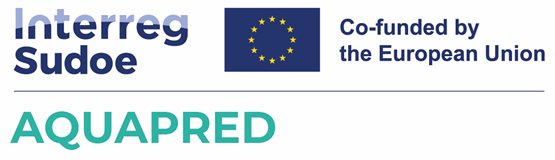 Interreg
Sudoe
Co-funded by
the European Union
AQUAPRED